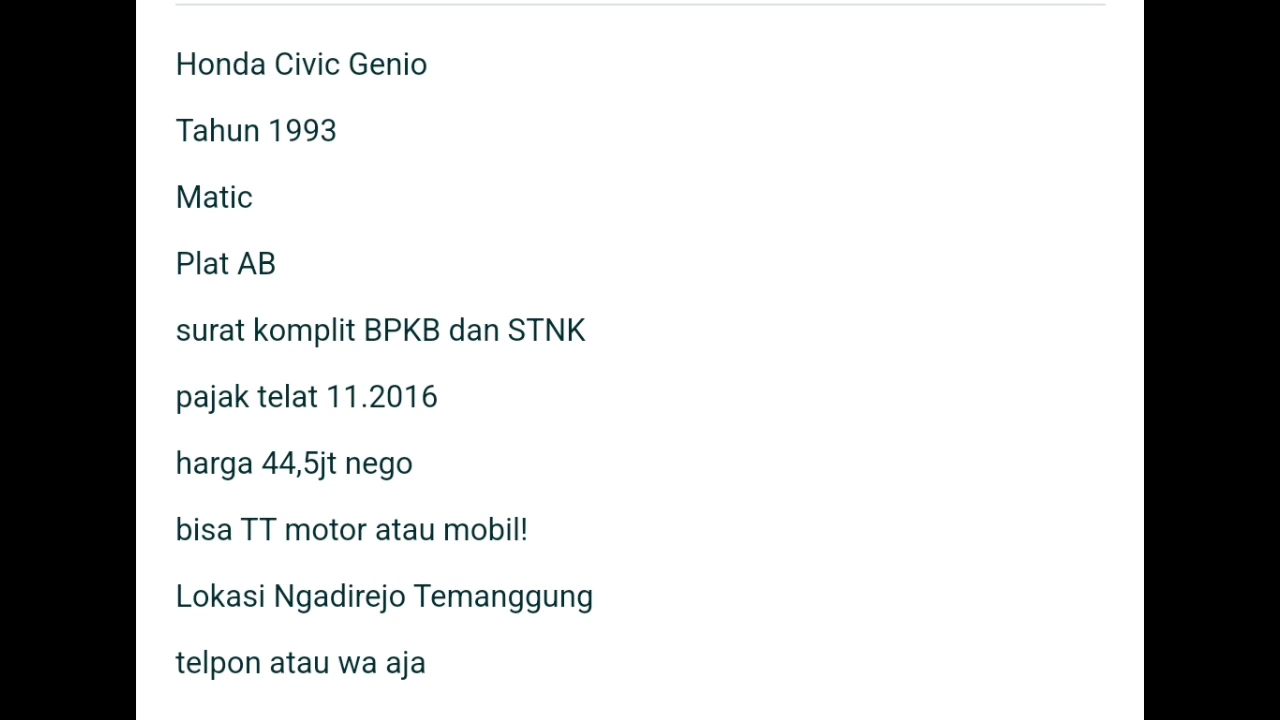 Honda Civic Genio
Tahun 1993
Matic
Plat AB
surat komplit BPKB dan STNK
pajak telat 11.2016
harga 44,5jt nego
bisa TT motor atau mobil!
Lokasi Ngadirejo Temanggung
telpon atau wa aja